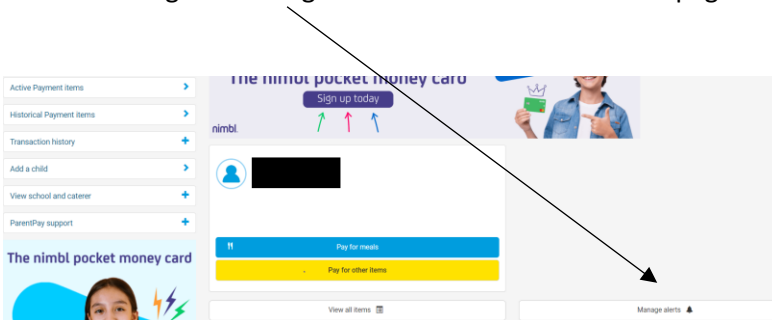 The nimbl pocket money card
Sign up today
nimbl.
Active Payment items
Historical Payment items
Transaction history
Add a child
View school and caterer
ParentPay support
The nimbl pocket money card
Pay for meals
Pay for other items
View all items
Manage alerts